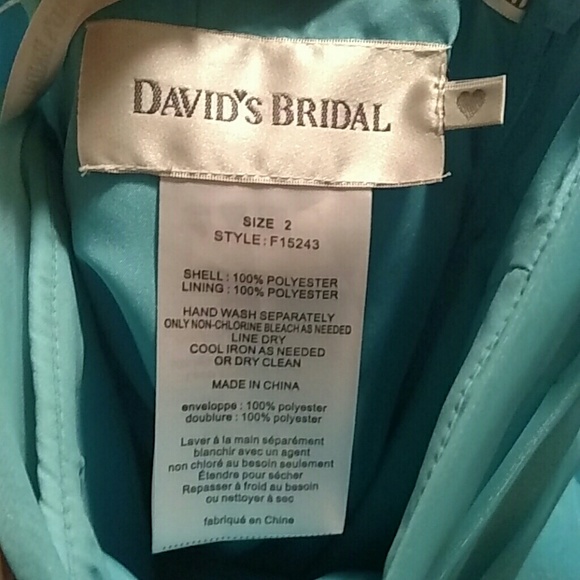 DAVID'S BRIDAL
SIZE 2
STYLE: F15243
SHELL: 100% POLYESTER
LINING: 100% POLYESTER
HAND WASH SEPARATELY
ONLY NON-CHLORINE BLEACH AS NEEDED
LINE DRY
COOL IRON AS NEEDED
OR DRY CLEAN
MADE IN CHINA
enveloppe: 100% polyester
doublure: 100% polyester
Laver à la main séparément
blanchir avec un agent
non chloré au besoin seulement
Étendre pour sécher
Repasser à froid au besoin
ou nettoyer à sec
fabriqué en Chine